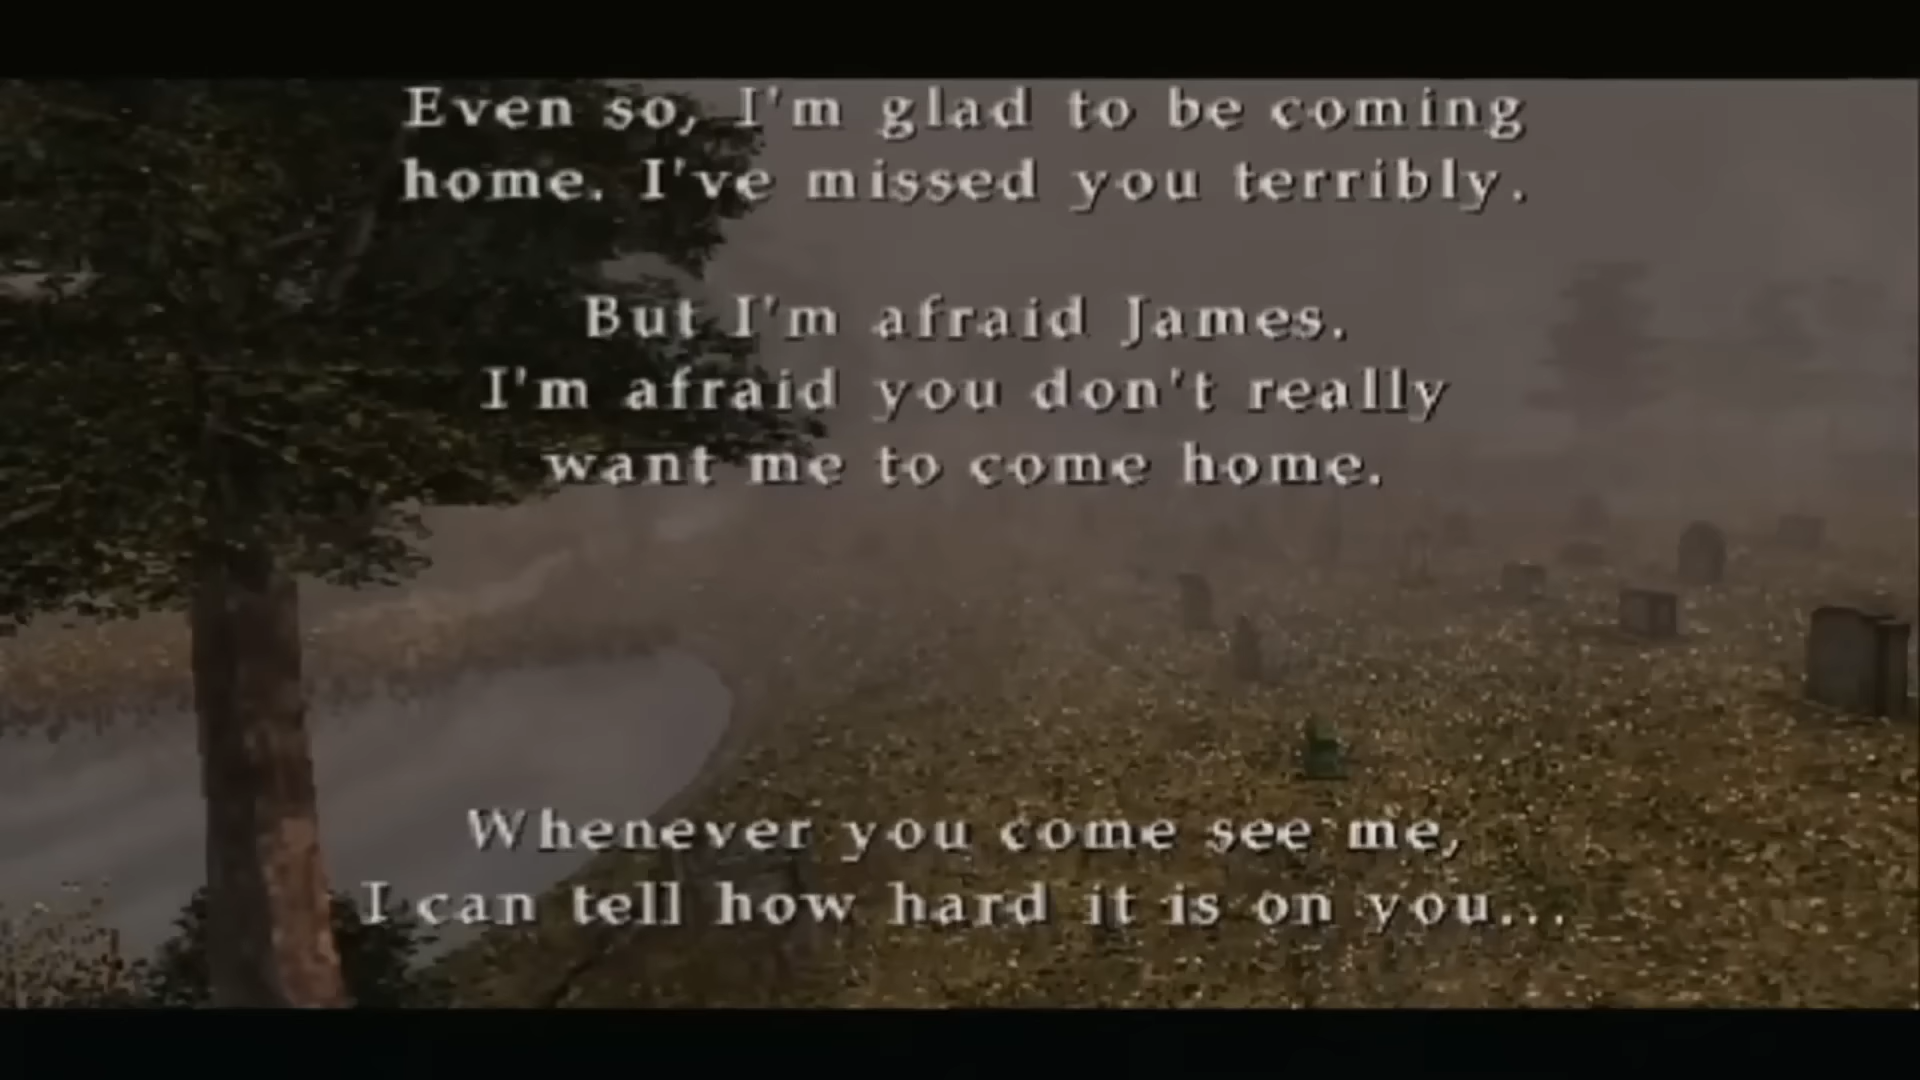 Even so, I'm glad to be coming
home. I've missed you terribly.
But I'm afraid James.
I'm afraid you don't really
want me to come home.
Whenever you come see me,
I can tell how hard it is on you...